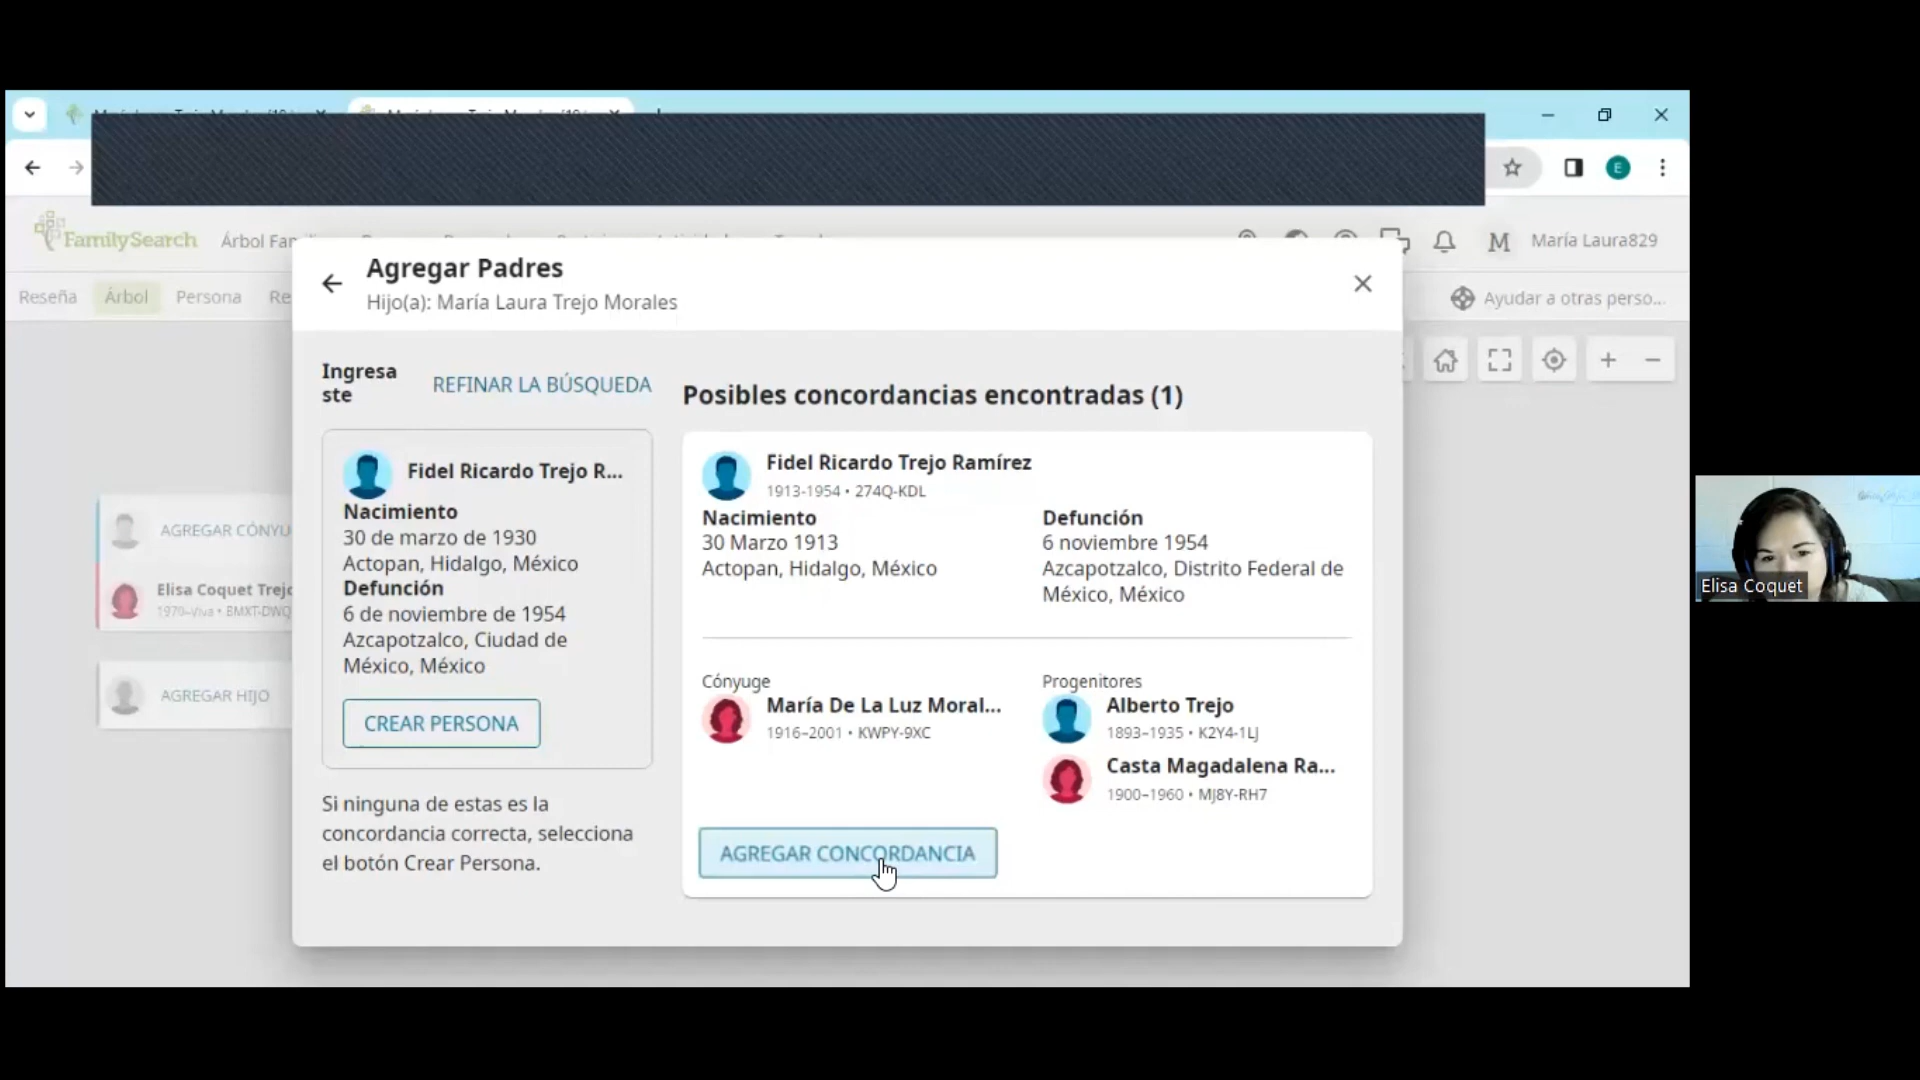 FamilySearch
Árbol
María Laura829
M
E
Reseña
Árbol
Persona
Ayudar a otras perso...
Agregar Padres
Hijo(a): María Laura Trejo Morales
Ingresa
ste
REFINAR LA BÚSQUEDA
Fidel Ricardo Trejo R...
Nacimiento
30 de marzo de 1930
Actopan, Hidalgo, México
Defunción
6 de noviembre de 1954
Azcapotzalco, Ciudad de
México, México
CREAR PERSONA
Si ninguna de estas es la
concordancia correcta, selecciona
el botón Crear Persona.
Posibles concordancias encontradas (1)
Fidel Ricardo Trejo Ramírez
1913-1954 • 274Q-KDL
Nacimiento
30 Marzo 1913
Actopan, Hidalgo, México
Defunción
6 noviembre 1954
Azcapotzalco, Distrito Federal de
México, México
Cónyuge
María De La Luz Moral...
1916–2001 • KWPY-9XC
Progenitores
Alberto Trejo
1893–1935 • K2Y4-1LJ
Casta Magadalena Ra...
1900–1960 • MJ8Y-RH7
AGREGAR CONCORDANCIA
AGREGAR CÓNYU
Elisa Coquet Trejo
1979–Viva • BMXT-DWQ
AGREGAR HIJO
Elisa Coquet